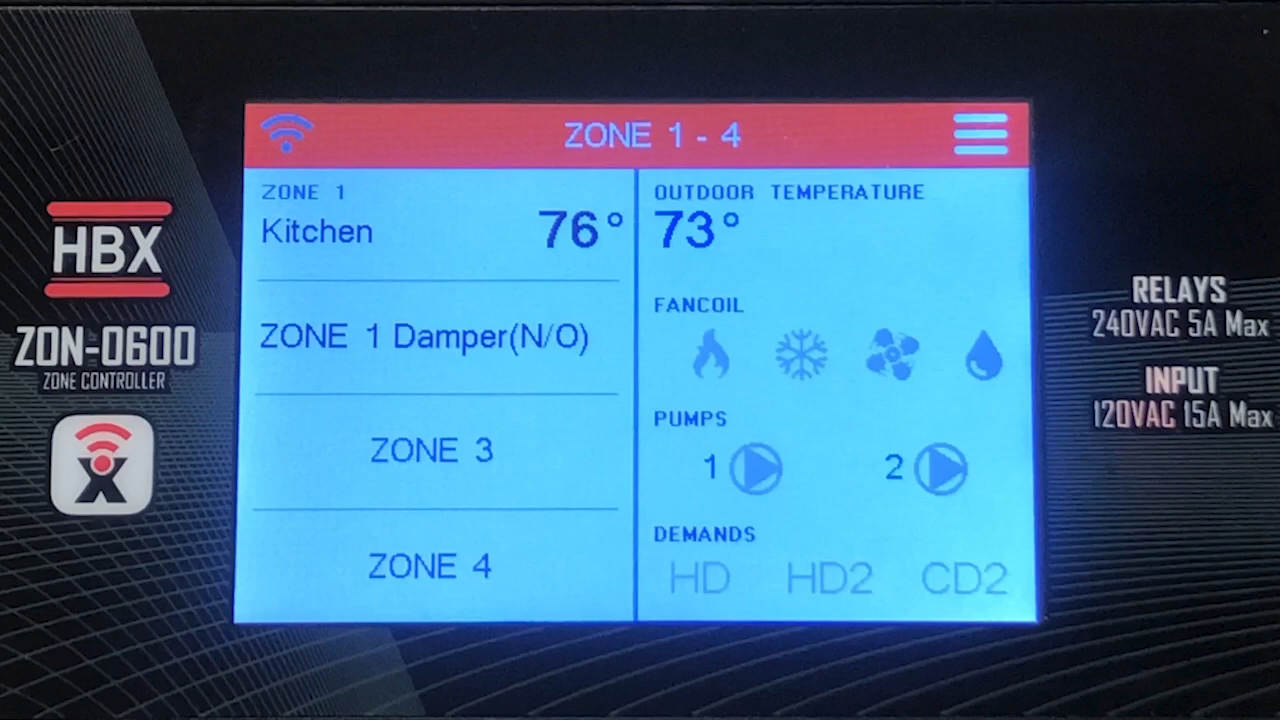 HBX
ZON-0600
ZONE CONTROLLER
X
ZONE 1 - 4
ZONE 1
Kitchen 76°
ZONE 1 Damper(N/O)
ZONE 3
ZONE 4
OUTDOOR TEMPERATURE
73°
FANCOIL
PUMPS
1 2
DEMANDS
HD HD2 CD2
RELAYS
240VAC 5A Max
INPUT
120VAC 15A Max